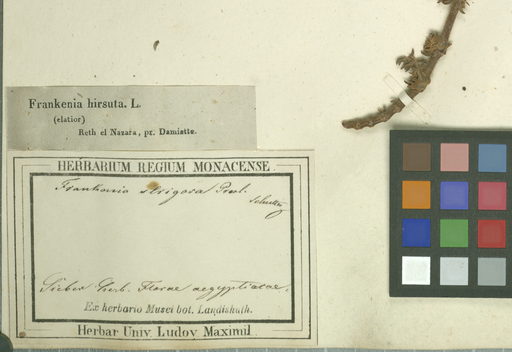 Frankenia hirsuta. L.
(elatior)
Reth el Nazara, pr. Damiette.
HERBARIUM REGIUM MONACENSE
Frankenia strigosa Presl.
Sieber herb. Florae aegyptiacae.
Ex herbario Musei bot. Landishuth.
Herbar. Univ. Ludov. Maximil.